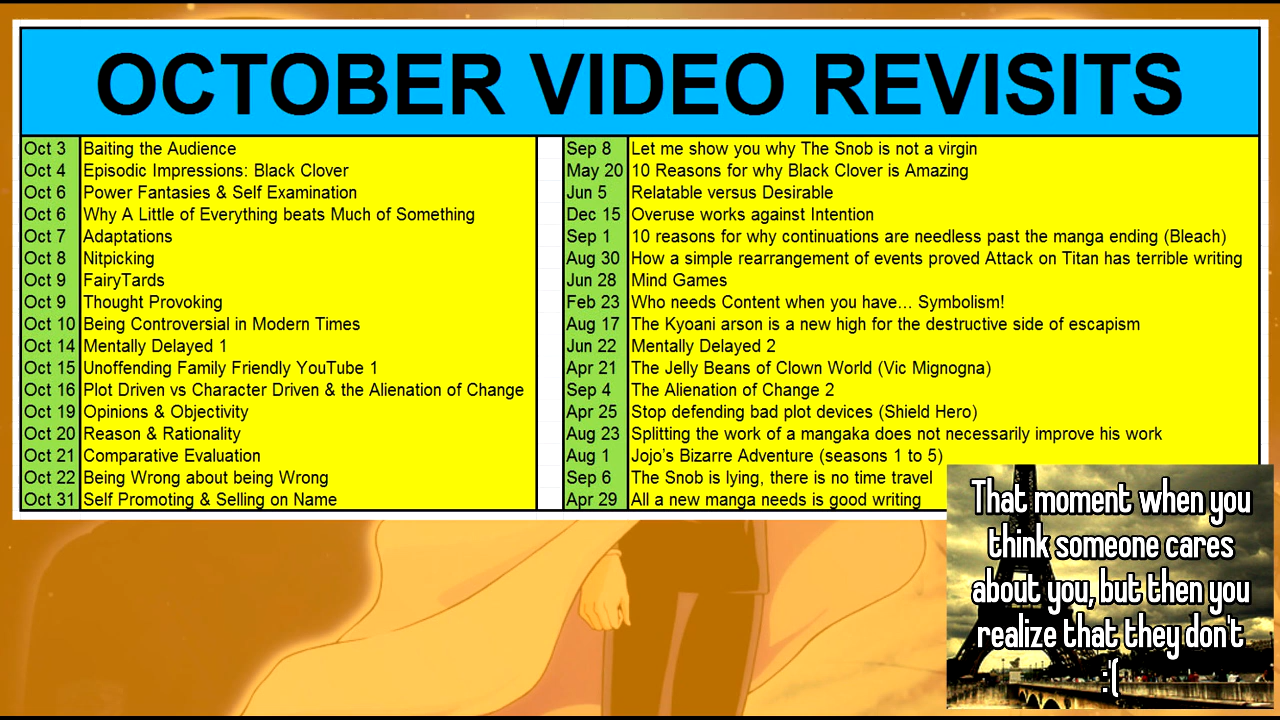 OCTOBER VIDEO REVISITS
Oct 3 Baiting the Audience
Oct 4 Episodic Impressions: Black Clover
Oct 6 Power Fantasies & Self Examination
Oct 6 Why A Little of Everything beats Much of Something
Oct 7 Adaptations
Oct 8 Nitpicking
Oct 9 FairyTards
Oct 9 Thought Provoking
Oct 10 Being Controversial in Modern Times
Oct 14 Mentally Delayed 1
Oct 15 Unoffending Family Friendly YouTube 1
Oct 16 Plot Driven vs Character Driven & the Alienation of Change
Oct 19 Opinions & Objectivity
Oct 20 Reason & Rationality
Oct 21 Comparative Evaluation
Oct 22 Being Wrong about being Wrong
Oct 31 Self Promoting & Selling on Name
Sep 8 Let me show you why The Snob is not a virgin
May 20 10 Reasons for why Black Clover is Amazing
Jun 5 Relatable versus Desirable
Dec 15 Overuse works against Intention
Sep 1 10 reasons for why continuations are needless past the manga ending (Bleach)
Aug 30 How a simple rearrangement of events proved Attack on Titan has terrible writing
Jun 28 Mind Games
Feb 23 Who needs Content when you have... Symbolism!
Aug 17 The Kyoani arson is a new high for the destructive side of escapism
Jun 22 Mentally Delayed 2
Apr 21 The Jelly Beans of Clown World (Vic Mignogna)
Sep 4 The Alienation of Change 2
Apr 25 Stop defending bad plot devices (Shield Hero)
Aug 23 Splitting the work of a mangaka does not necessarily improve his work
Aug 1 Jojo's Bizarre Adventure (seasons 1 to 5)
Sep 6 The Snob is lying, there is no time travel
Apr 29 All a new manga needs is good writing
That moment when you
think someone cares
about you, but then you
realize that they don't
:'(